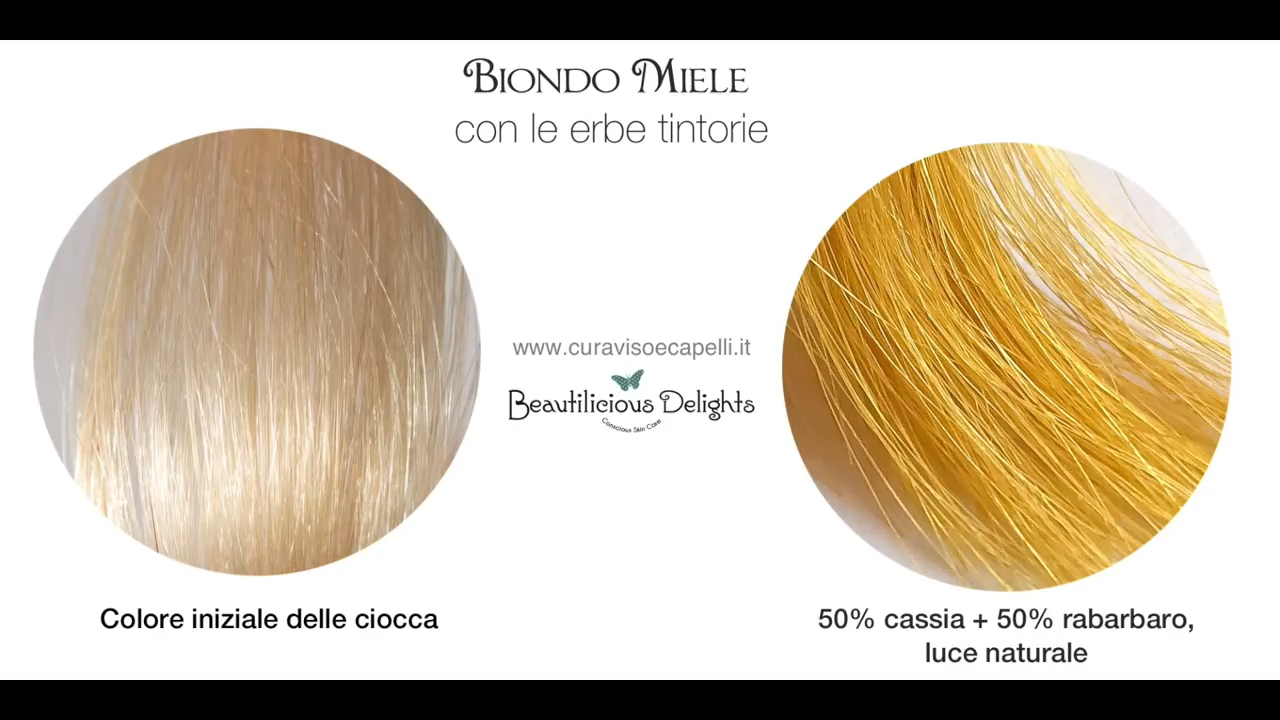 Biondo Miele
con le erbe tintorie
www.curavisoecapelli.it
Beautilicious Delights
Conscious Skin Care
Colore iniziale delle ciocca
50% cassia + 50% rabarbaro,
luce naturale